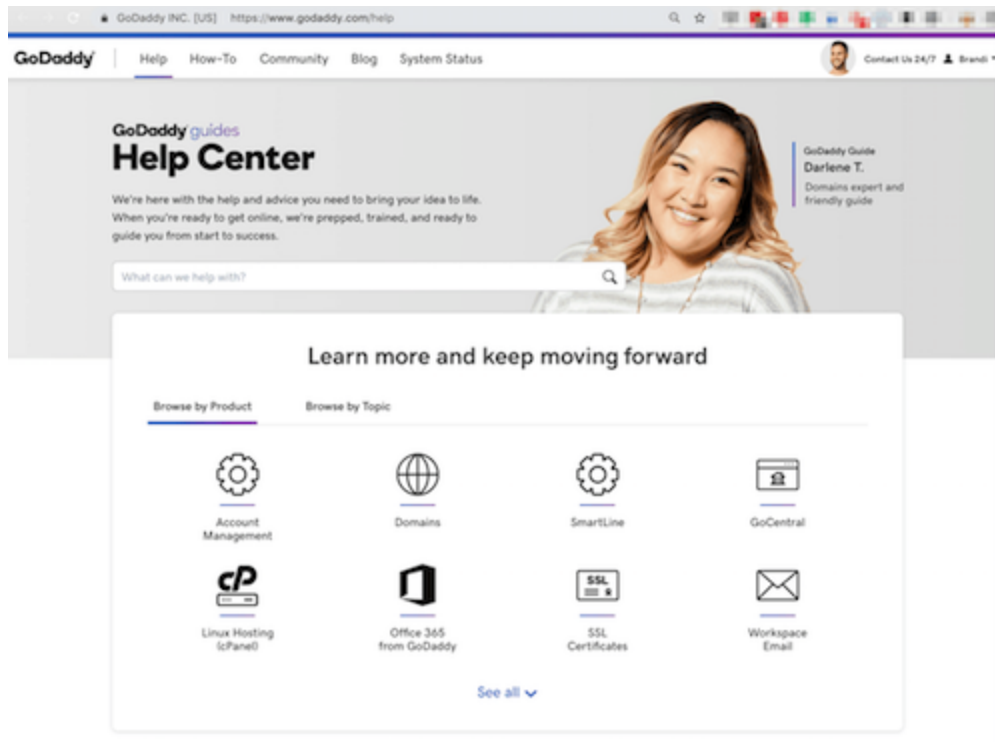 GoDaddy INC. [US] https://www.godaddy.com/help
GoDaddy Help How-To Community Blog System Status Contact Us 24/7 Brandi
GoDaddy guides
Help Center
We're here with the help and advice you need to bring your idea to life.
When you're ready to get online, we're prepped, trained, and ready to
guide you from start to success.
What can we help with?
GoDaddy Guide
Darlene T.
Domains expert and
friendly guide
Learn more and keep moving forward
Browse by Product Browse by Topic
Account
Management
Domains
SmartLine
GoCentral
cP
Linux Hosting
(cPanel)
Office 365
from GoDaddy
SSL
SSL
Certificates
Workspace
Email
See all